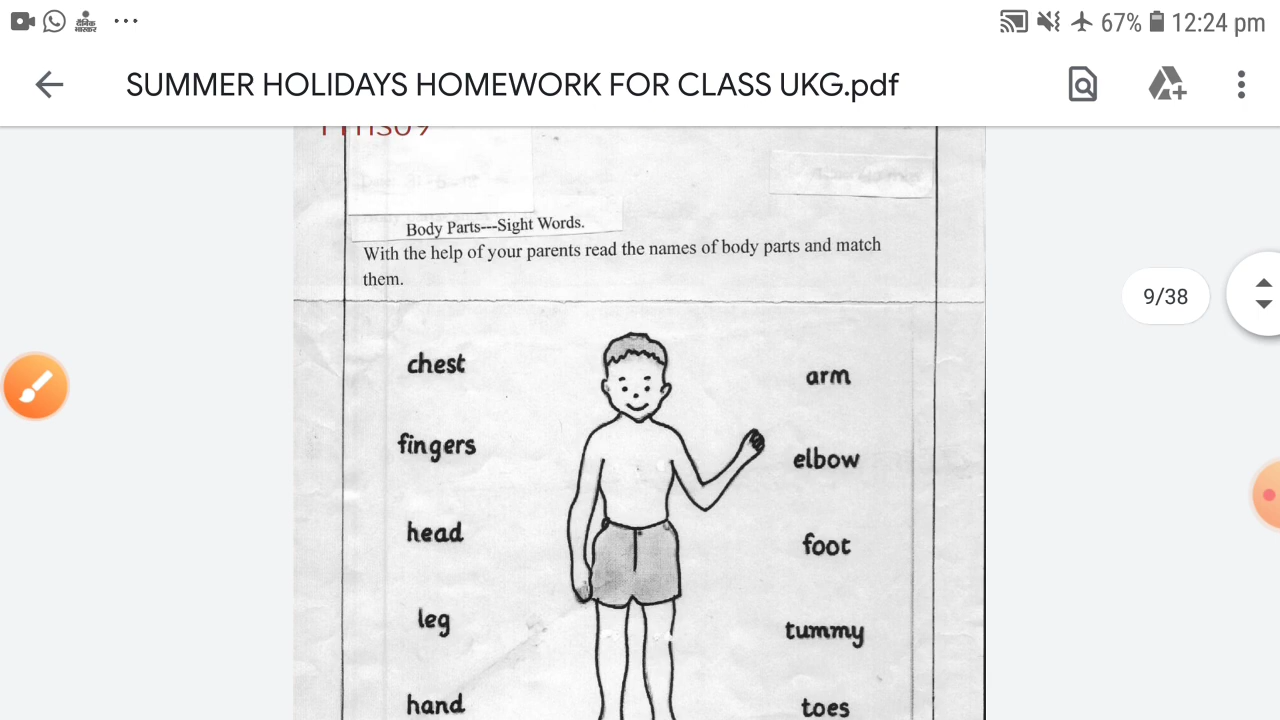 दैनिक
भास्कर
67%
12:24 pm
SUMMER HOLIDAYS HOMEWORK FOR CLASS UKG.pdf
Body Parts---Sight Words.
With the help of your parents read the names of body parts and match
them.
9/38
chest
arm
fingers
elbow
head
foot
leg
tummy
hand
toes